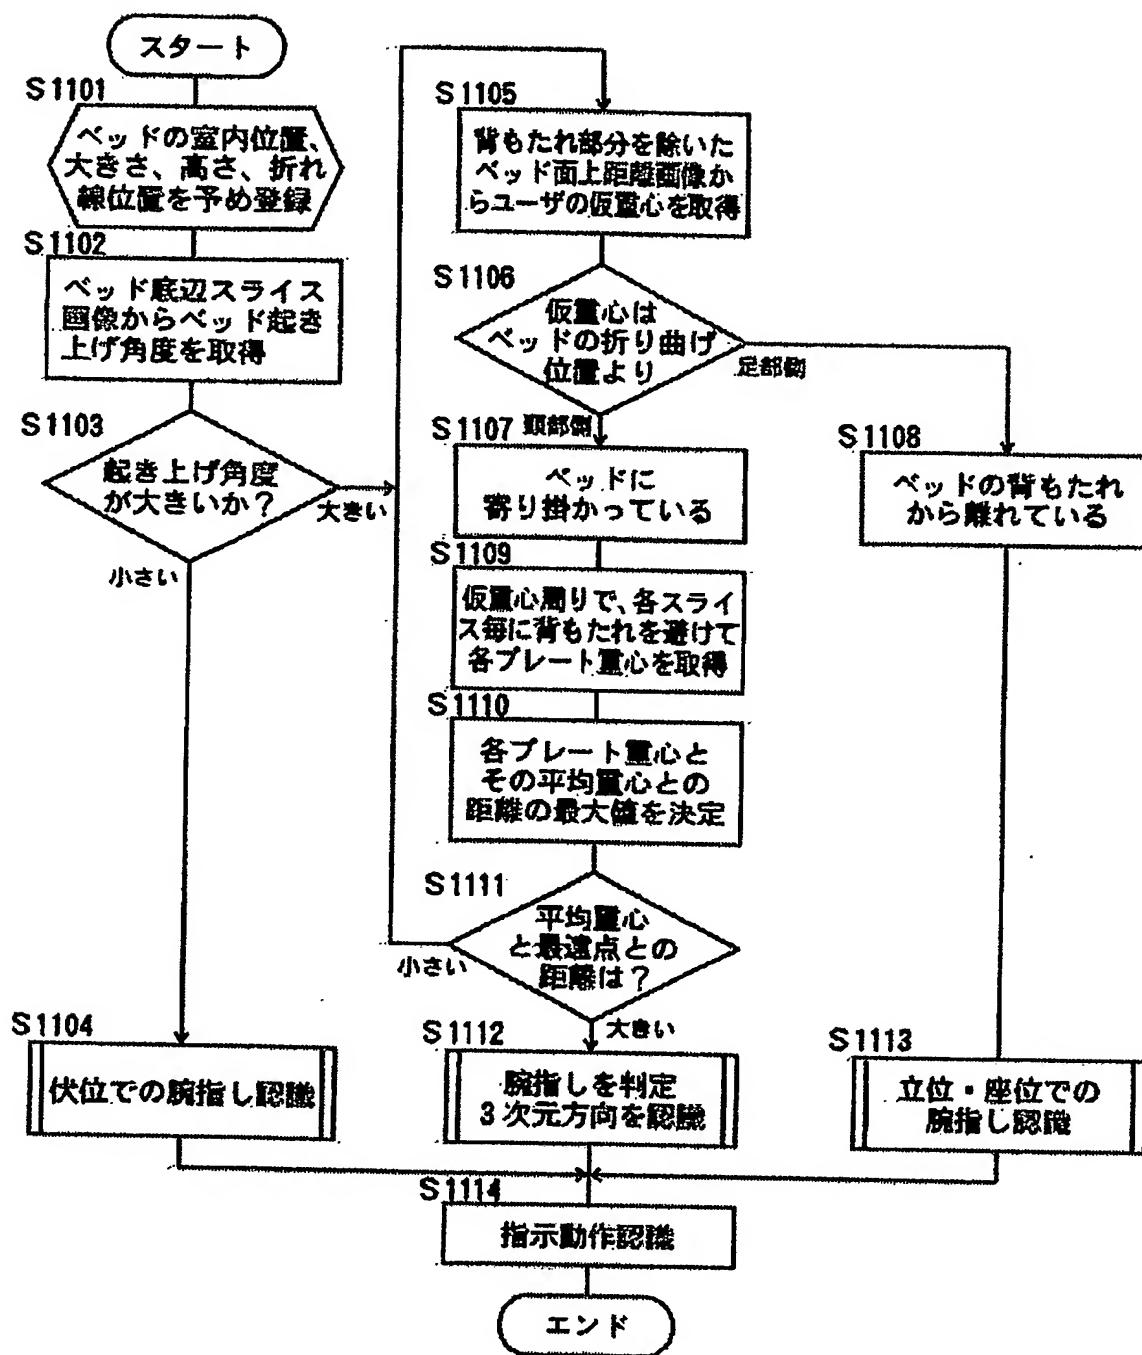 スタート
S1101
ベッドの室内位置、
大きさ、高さ、折れ
線位置を予め登録
S1102
ベッド底辺スライス
画像からベッド起き
上げ角度を取得
S1103
起き上げ角度
が大きいか?
大きい
小さい
S1104
伏位での腕指し認識
S1105
背もたれ部分を除いた
ベッド面上距離画像か
らユーザの仮重心を取得
S1106
仮重心は
ベッドの折り曲げ
位置より
足部側
頭部側
S1107
ベッドに
寄り掛かっている
S1108
ベッドの背もたれ
から離れている
S1109
仮重心周りで、各スライ
ス毎に背もたれを避けて
各プレート重心を取得
S1110
各プレート重心と
その平均重心との
距離の最大値を決定
S1111
平均重心
と最遠点との
距離は?
小さい
大きい
S1112
腕指しを判定
3次元方向を認識
S1113
立位・座位での
腕指し認識
S1114
指示動作認識
エンド